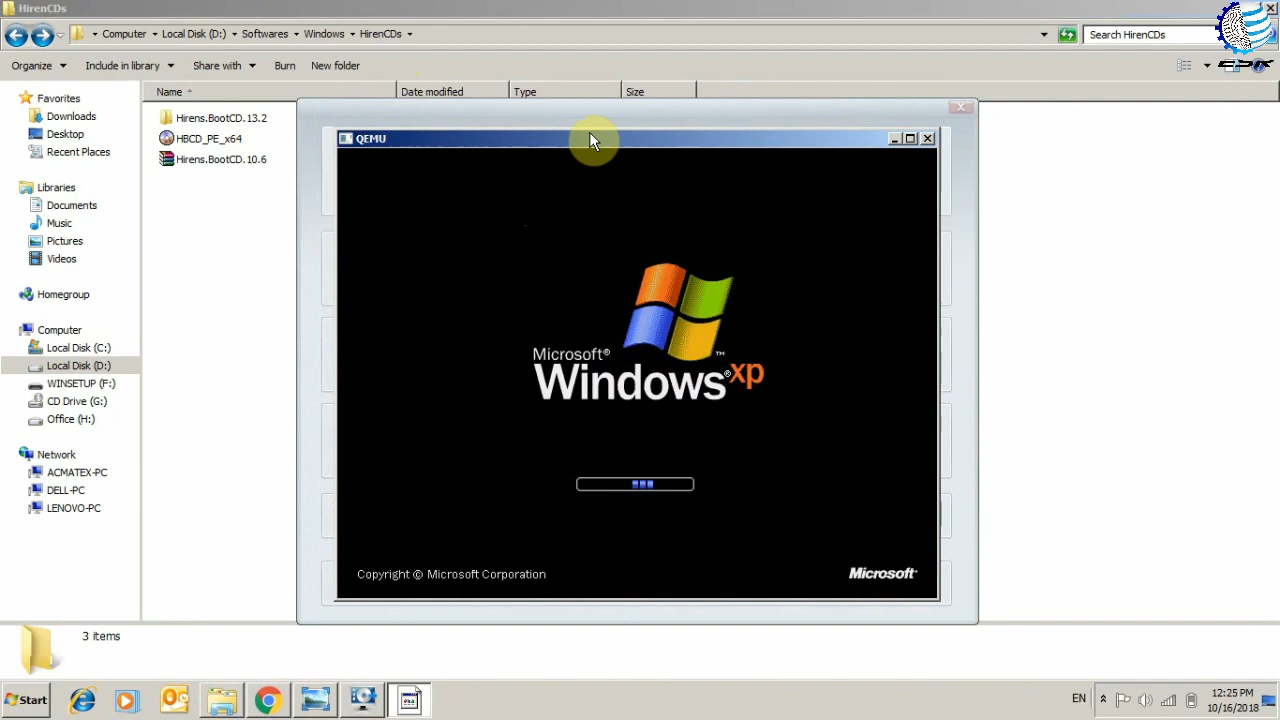 HirenCDs
Computer Local Disk (D:) Softwares Windows HirenCDs
Search HirenCDs
Organize Include in library Share with Burn New folder
Name Date modified Type Size
Favorites
Downloads
Desktop
Recent Places
Libraries
Documents
Music
Pictures
Videos
Homegroup
Computer
Local Disk (C:)
Local Disk (D:)
WINSETUP (F:)
CD Drive (G:)
Office (H:)
Network
ACMATEX-PC
DELL-PC
LENOVO-PC
Hirens.BootCD.13.2
HBCD_PE_x64
Hirens.BootCD.10.6
QEMU
Microsoft®
Windows®xp™
Copyright © Microsoft Corporation
Microsoft®
3 items
Start
EN
12:25 PM
10/16/2018